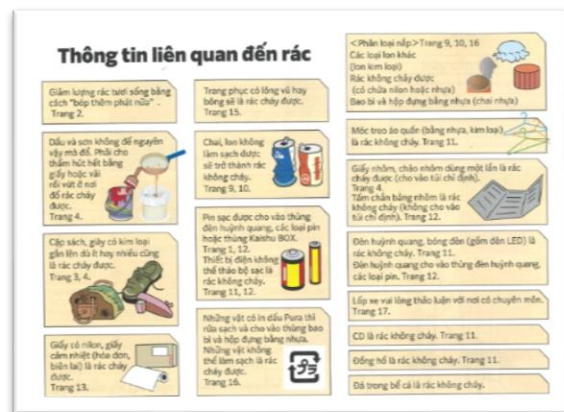 Thông tin liên quan đến rác
Giảm lượng rác tươi sống bằng
cách "bóp thêm phát nữa".
Trang 2.
Dầu và sơn không để nguyên
vậy mà đổ. Phải cho
thấm hút hết bằng
giấy hoặc vải
rồi vứt ở nơi
đổ rác cháy
được.
Trang 4.
Cặp sách, giày có kim loại
gắn lên dù ít hay nhiều cũng
là rác cháy được.
Trang 3, 4.
Giấy có nilon, giấy
cảm nhiệt (hóa đơn,
biên lai) là rác cháy
được.
Trang 13.
Trang phục có lông vũ hay
bông sẽ là rác cháy được.
Trang 15.
Chai, lon không
làm sạch được
sẽ trở thành rác
không cháy.
Trang 9, 10.
Pin sạc được cho vào thùng
đèn huỳnh quang, các loại pin
hoặc thùng Kaishu BOX.
Trang 1, 12.
Thiết bị điện không
thể tháo bộ sạc là
rác không cháy.
Trang 11, 12.
Những vật có in dấu Pura thì
rửa sạch và cho vào thùng bao
bì và hộp đựng bằng nhựa.
Những vật không
thể làm sạch là rác
cháy được.
Trang 16.
プラ
<Phân loại nắp>Trang 9, 10, 16
Các loại lon khác
(lon kim loại)
Rác không cháy được
(có chứa nilon hoặc nhựa)
Bao bì và hộp đựng bằng nhựa (chai nhựa)
Móc treo áo quần (bằng nhựa, kim loại)
là rác không cháy. Trang 11.
Giấy nhôm, chảo nhôm dùng một lần là rác
cháy được (cho vào túi chỉ định).
Trang 4.
Tấm chắn bằng nhôm là rác
không cháy (không cho vào
túi chỉ định). Trang 12.
Đèn huỳnh quang, bóng đèn (gồm đèn LED) là
rác không cháy. Trang 11.
Đèn huỳnh quang cho vào thùng đèn huỳnh quang,
các loại pin. Trang 12.
Lốp xe vui lòng thảo luận với nơi có chuyên môn.
Trang 17.
CD là rác không cháy. Trang 11.
Đồng hồ là rác không cháy. Trang 11.
Đá trong bể cá là rác không cháy.